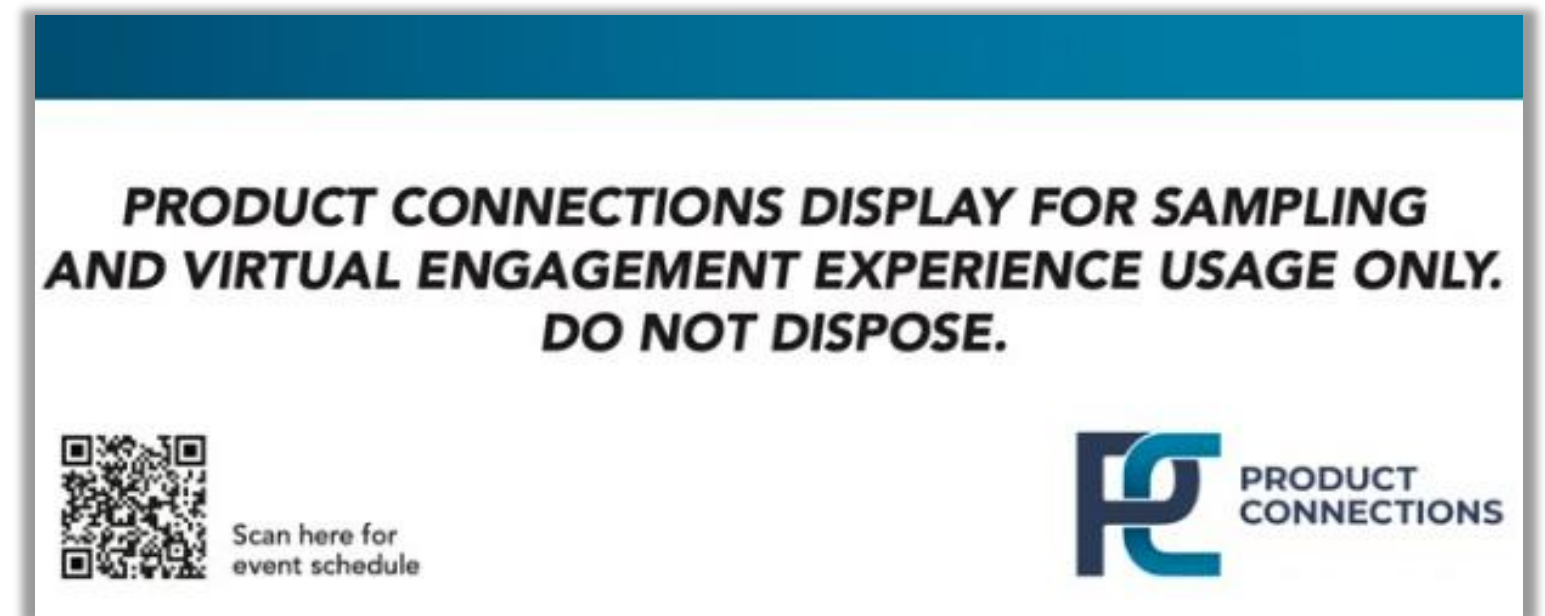 PRODUCT CONNECTIONS DISPLAY FOR SAMPLING
AND VIRTUAL ENGAGEMENT EXPERIENCE USAGE ONLY.
DO NOT DISPOSE.
Scan here for
event schedule
PC
PRODUCT
CONNECTIONS